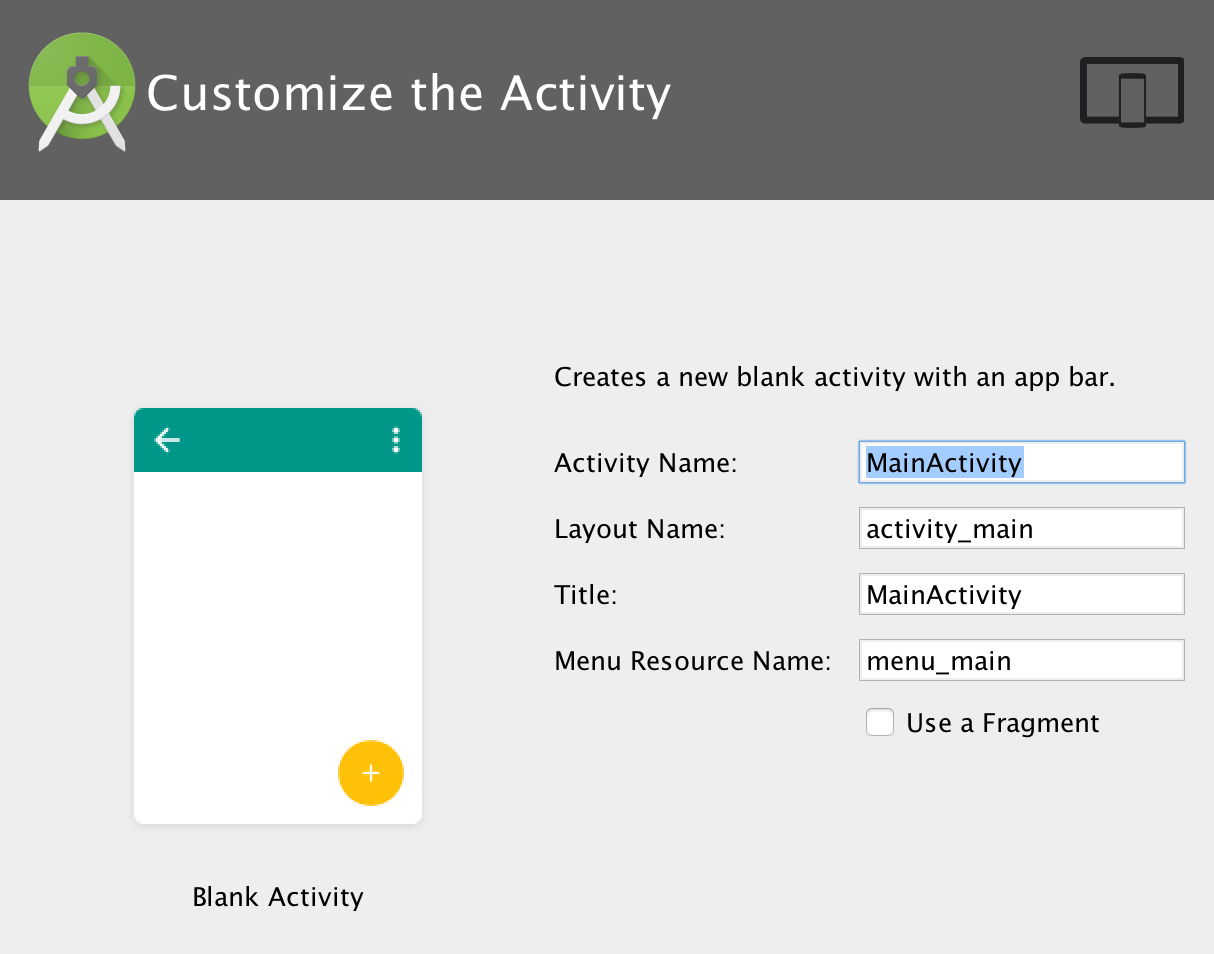 Customize the Activity
Creates a new blank activity with an app bar.
Activity Name: MainActivity
Layout Name: activity_main
Title: MainActivity
Menu Resource Name: menu_main
Use a Fragment
Blank Activity